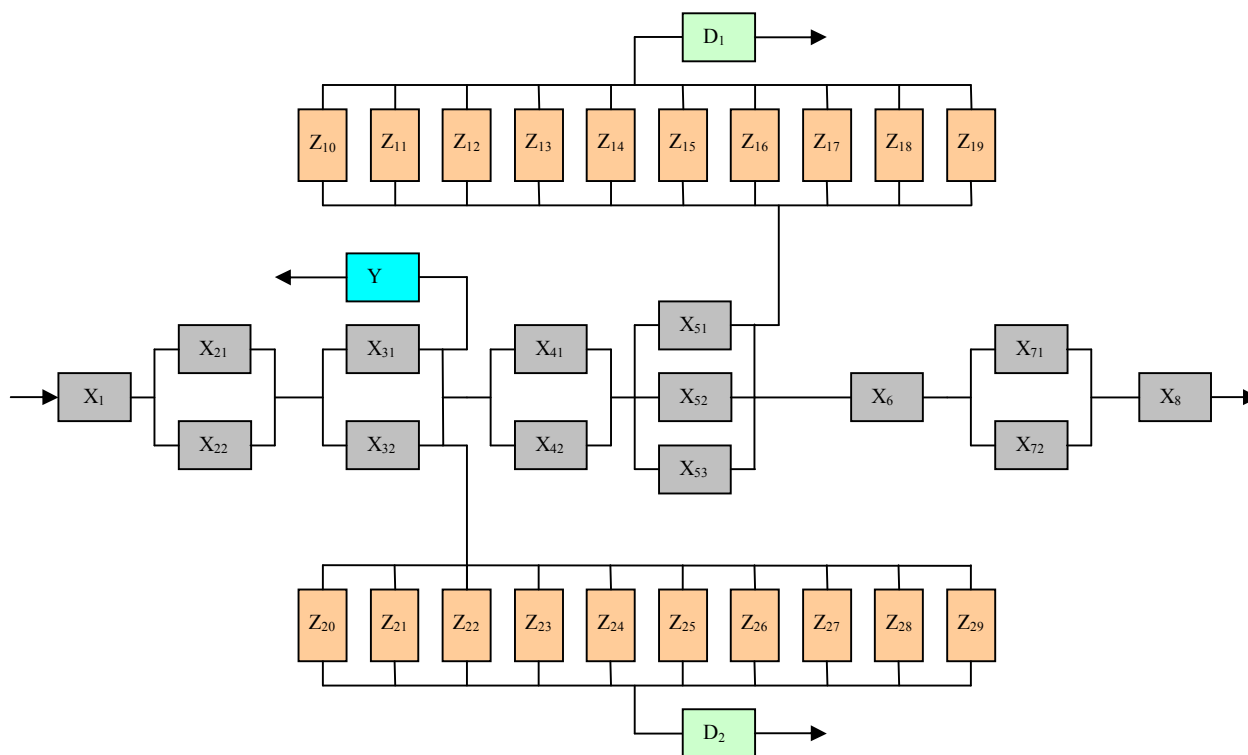 D₁
Z₁₀ Z₁₁ Z₁₂ Z₁₃ Z₁₄ Z₁₅ Z₁₆ Z₁₇ Z₁₈ Z₁₉
Y
X₂₁ X₃₁ X₄₁ X₅₁ X₇₁
X₁ X₅₂ X₆ X₈
X₂₂ X₃₂ X₄₂ X₅₃ X₇₂
Z₂₀ Z₂₁ Z₂₂ Z₂₃ Z₂₄ Z₂₅ Z₂₆ Z₂₇ Z₂₈ Z₂₉
D₂